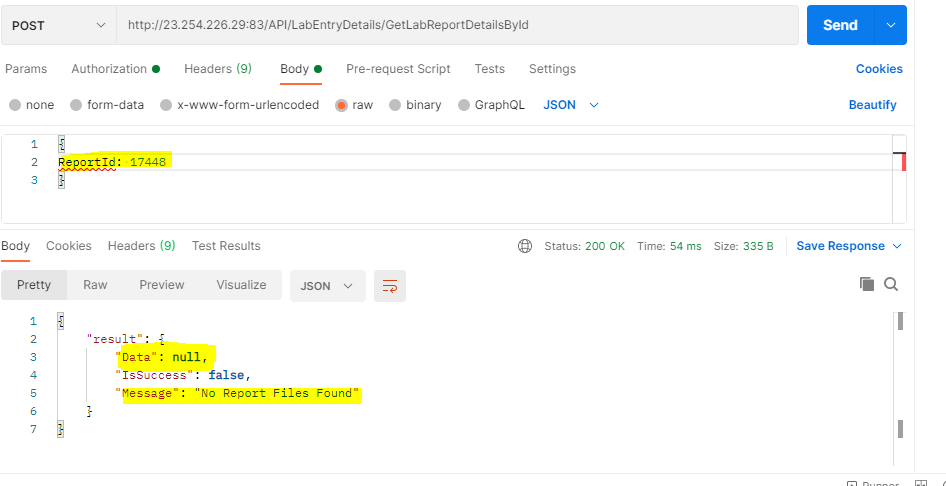 POST http://23.254.226.29:83/API/LabEntryDetails/GetLabReportDetailsById Send
Params Authorization Headers (9) Body Pre-request Script Tests Settings Cookies
none form-data x-www-form-urlencoded raw binary GraphQL JSON Beautify
1 {
2 ReportId: 17448
3 }
Body Cookies Headers (9) Test Results Status: 200 OK Time: 54 ms Size: 335 B Save Response
Pretty Raw Preview Visualize JSON
1 {
2 "result": {
3 "Data": null,
4 "IsSuccess": false,
5 "Message": "No Report Files Found"
6 }
7 }
Runner